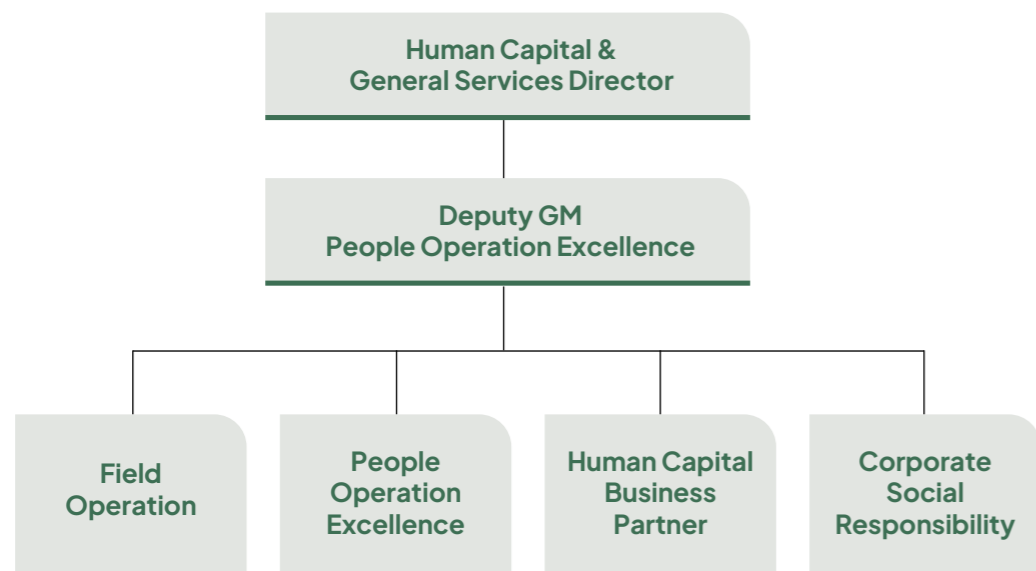 Human Capital &
General Services Director
Deputy GM
People Operation Excellence
Field
Operation
People
Operation
Excellence
Human Capital
Business
Partner
Corporate
Social
Responsibility